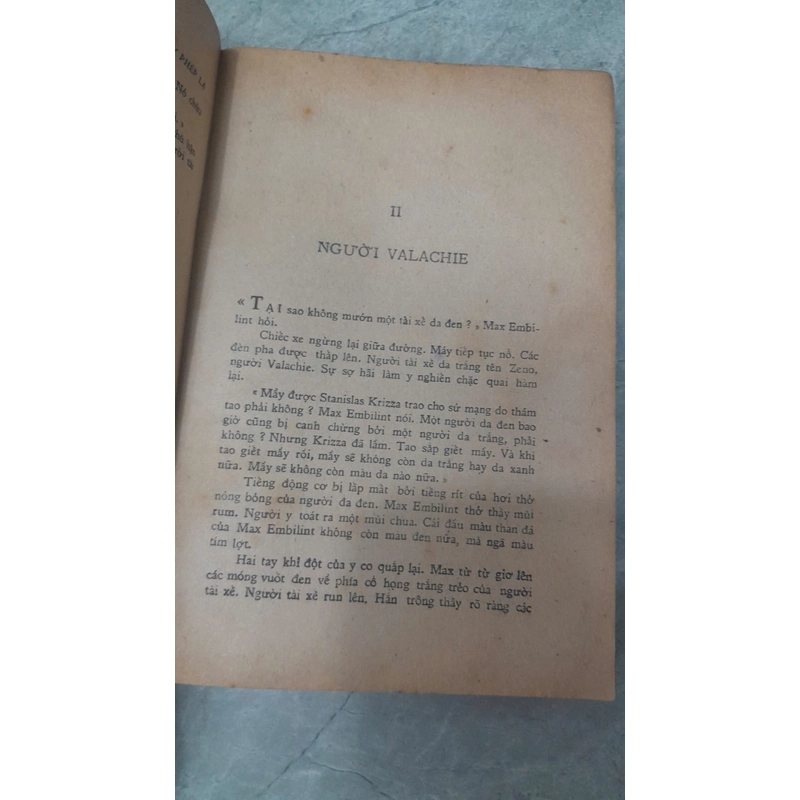 PHÉP LẠ
II
NGƯỜI VALACHIE
« TẠI sao không mướn một tài xế da đen ? » Max Embi-
lint hỏi.
Chiếc xe ngừng lại giữa đường. Máy tiếp tục nổ. Các
đèn pha được thắp lên. Người tài xế da trắng tên Zeno,
người Valachie. Sự sợ hãi làm y nghiến chặc quai hàm
lại.
« Mầy được Stanislas Krizza trao cho sứ mạng do thám
tao phải không ? Max Embilint nói. Một người da đen bao
giờ cũng bị canh chừng bởi một người da trắng, phải
không ? Nhưng Krizza đã lầm. Tao sắp giết mầy. Và khi
tao giết mầy rồi, mầy sẽ không còn da trắng hay da xanh
nữa. Mầy sẽ không còn màu da nào nữa. »
Tiếng động cơ bị lấp mất bởi tiếng rít của hơi thở
nóng bỏng của người da đen. Max Embilint thở thấy mùi
rum. Người y toát ra một mùi chua. Cái đầu màu than đá
của Max Embilint không còn màu đen nữa, mà ngã màu
tím lợt.
Hai tay khỉ đột của y co quắp lại. Max từ từ giơ lên
các móng vuốt đen về phía cổ họng trắng trẻo của người
tài xế. Người tài xế run lên, Hắn trông thấy rõ ràng các